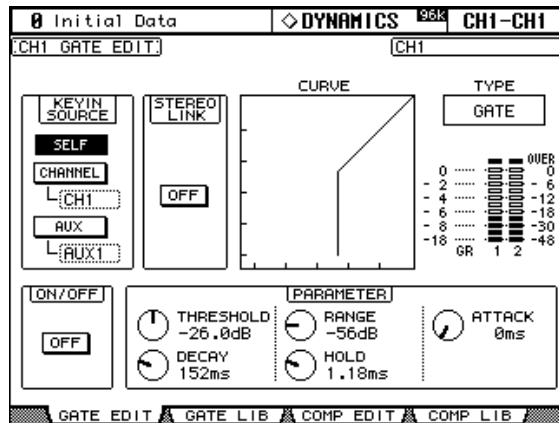 0 Initial Data
DYNAMICS 96K CH1-CH1
CH1 GATE EDIT
CH1
KEYIN SOURCE
SELF
CHANNEL
CH1
AUX
AUX1
STEREO LINK
OFF
CURVE
TYPE
GATE
OVER
0 0
- 2 - 6
- 4 -12
- 6 -18
- 8 -30
-18 -48
GR 1 2
ON/OFF
OFF
PARAMETER
THRESHOLD
-26.0dB
RANGE
-56dB
ATTACK
0ms
DECAY
152ms
HOLD
1.18ms
GATE EDIT GATE LIB COMP EDIT COMP LIB